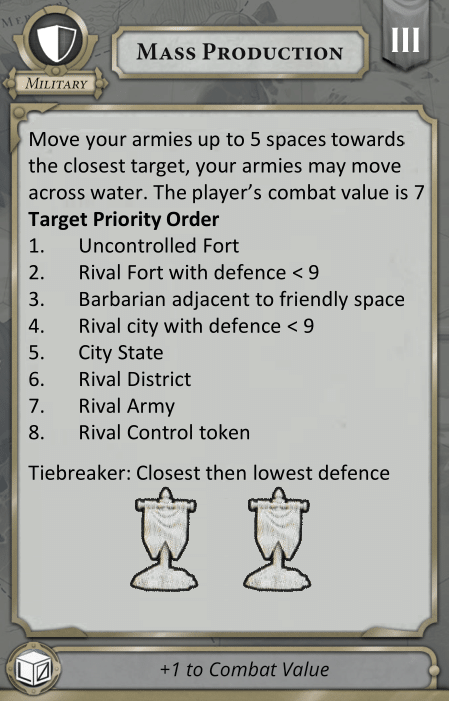 MASS PRODUCTION
III
MILITARY
Move your armies up to 5 spaces towards
the closest target, your armies may move
across water. The player's combat value is 7
Target Priority Order
1. Uncontrolled Fort
2. Rival Fort with defence < 9
3. Barbarian adjacent to friendly space
4. Rival city with defence < 9
5. City State
6. Rival District
7. Rival Army
8. Rival Control token
Tiebreaker: Closest then lowest defence
+1 to Combat Value